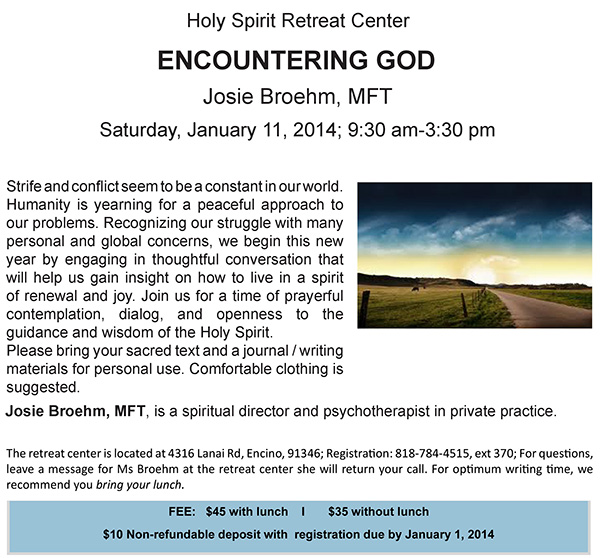 Holy Spirit Retreat Center
ENCOUNTERING GOD
Josie Broehm, MFT
Saturday, January 11, 2014; 9:30 am-3:30 pm
Strife and conflict seem to be a constant in our world.
Humanity is yearning for a peaceful approach to
our problems. Recognizing our struggle with many
personal and global concerns, we begin this new
year by engaging in thoughtful conversation that
will help us gain insight on how to live in a spirit
of renewal and joy. Join us for a time of prayerful
contemplation, dialog, and openness to the
guidance and wisdom of the Holy Spirit.
Please bring your sacred text and a journal / writing
materials for personal use. Comfortable clothing is
suggested.
Josie Broehm, MFT, is a spiritual director and psychotherapist in private practice.
The retreat center is located at 4316 Lanai Rd, Encino, 91346; Registration: 818-784-4515, ext 370; For questions,
leave a message for Ms Broehm at the retreat center she will return your call. For optimum writing time, we
recommend you bring your lunch.
FEE: $45 with lunch I $35 without lunch
$10 Non-refundable deposit with registration due by January 1, 2014